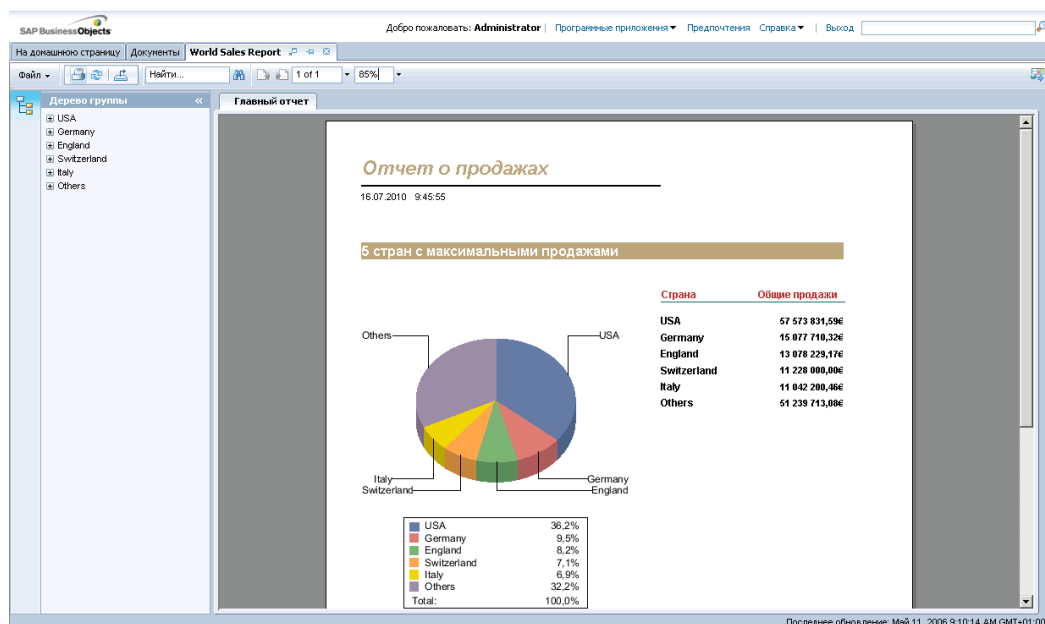 SAP BusinessObjects
Добро пожаловать: Administrator | Программные приложения Предпочтения Справка | Выход
На домашнюю страницу Документы World Sales Report
Файл Найти... 1 of 1 85%
Дерево группы «
Главный отчет
USA
Germany
England
Switzerland
Italy
Others
Отчет о продажах
16.07.2010 9:45:55
5 стран с максимальными продажами
Страна Общие продажи
USA 57 573 831,59€
Germany 15 077 710,32€
England 13 078 229,17€
Switzerland 11 228 000,00€
Italy 11 042 200,46€
Others 51 239 713,08€
Others
USA
Italy
Switzerland
Germany
England
USA 36,2%
Germany 9,5%
England 8,2%
Switzerland 7,1%
Italy 6,9%
Others 32,2%
Total: 100,0%
Последнее обновление: Май 11, 2006 9:10:14 AM GMT+01:00